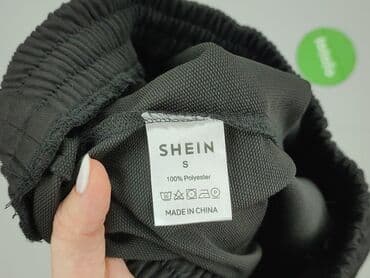 SHEIN
S
100% Polyester
MADE IN CHINA